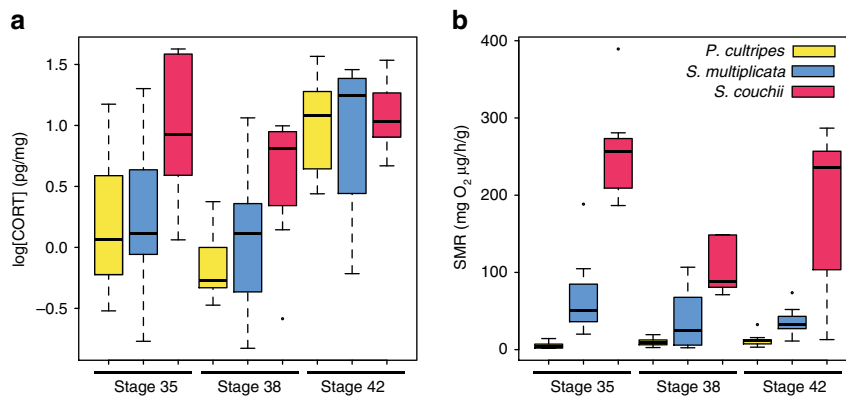 a
log[CORT] (pg/mg)
1.5
1.0
0.5
0.0
–0.5
Stage 35
Stage 38
Stage 42
b
SMR (mg O2 µg/h/g)
400
300
200
100
0
P. cultripes
S. multiplicata
S. couchii
Stage 35
Stage 38
Stage 42